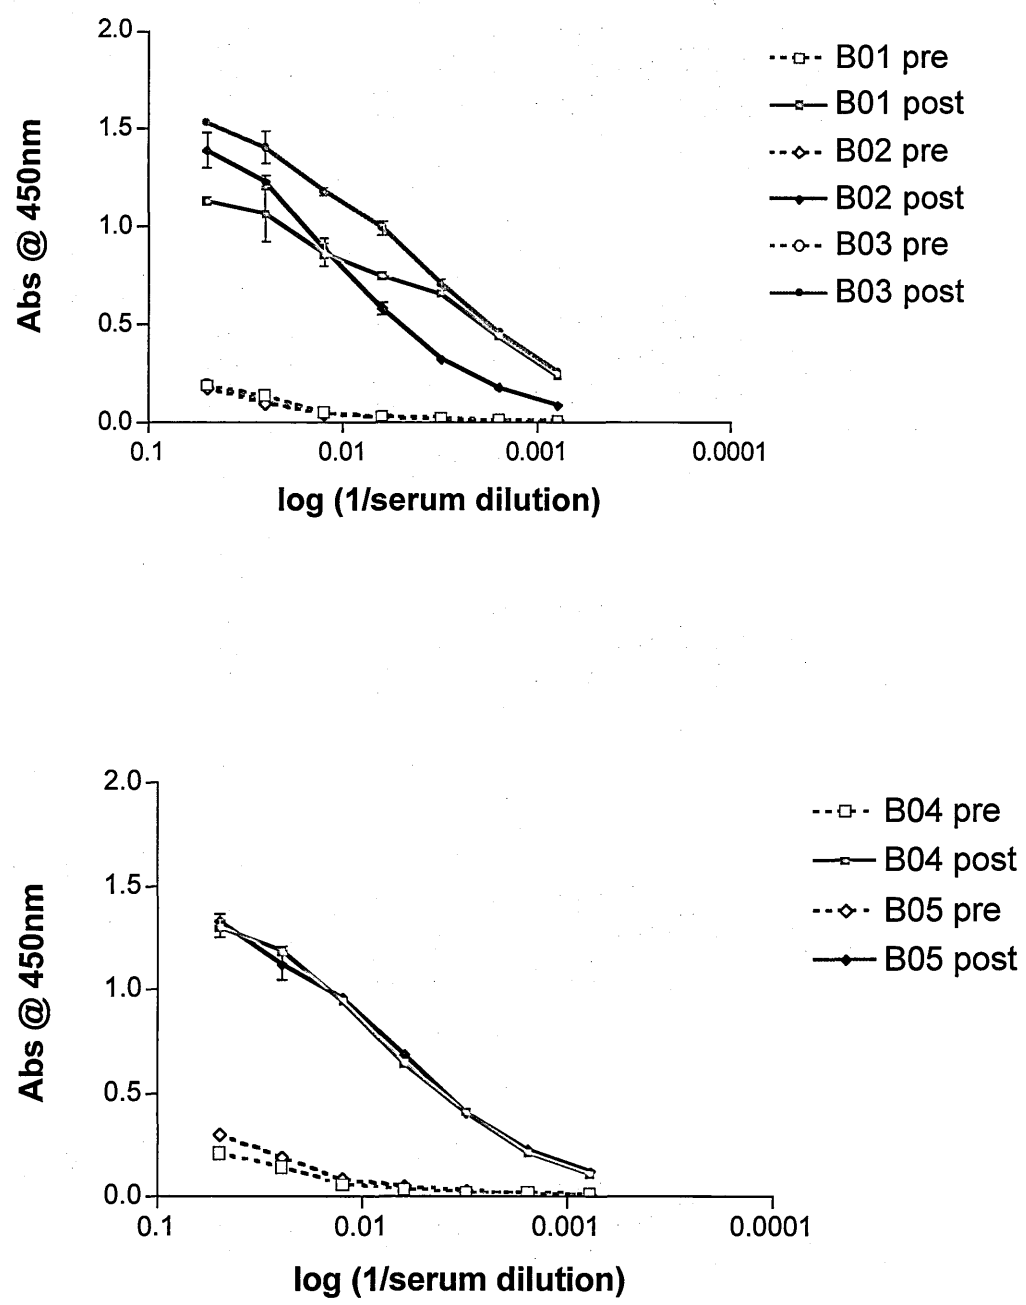 2.0
1.5
1.0
0.5
0.0
Abs @ 450nm
0.1 0.01 0.001 0.0001
log (1/serum dilution)
B01 pre
B01 post
B02 pre
B02 post
B03 pre
B03 post
2.0
1.5
1.0
0.5
0.0
Abs @ 450nm
0.1 0.01 0.001 0.0001
log (1/serum dilution)
B04 pre
B04 post
B05 pre
B05 post